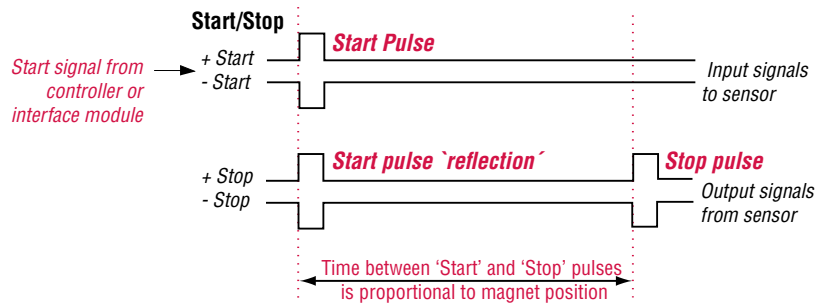 Start/Stop
+ Start
- Start
Start Pulse
Start signal from
controller or
interface module
Input signals
to sensor
+ Stop
- Stop
Start pulse `reflection´
Stop pulse
Output signals
from sensor
Time between ‘Start’ and ‘Stop’ pulses
is proportional to magnet position